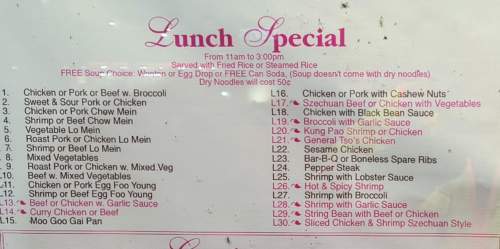 Lunch Special
From 11am to 3:00pm
Served with Fried Rice or Steamed Rice
FREE Soup Choice: Wonton or Egg Drop or FREE Can Soda, (Soup doesn't come with dry noodles)
Dry Noodles will cost 50¢
1. Chicken or Pork or Beef w. Broccoli
2. Sweet & Sour Pork or Chicken
3. Chicken or Pork Chew Mein
4. Shrimp or Beef Chow Mein
5. Vegetable Lo Mein
6. Roast Pork or Chicken Lo Mein
7. Shrimp or Beef Lo Mein
8. Mixed Vegetables
9. Roast Pork or Chicken w. Mixed.Veg
L10. Beef w. Mixed Vegetables
L11. Chicken or Pork Egg Foo Young
L12. Shrimp or Beef Egg Foo Young
L13. Beef or Chicken w. Garlic Sauce
L14. Curry Chicken or Beef
L15. Moo Goo Gai Pan
L16. Chicken or Pork with Cashew Nuts
L17. Szechuan Beef or Chicken with Vegetables
L18. Chicken with Black Bean Sauce
L19. Broccoli with Garlic Sauce
L20. Kung Pao Shrimp or Chicken
L21. General Tso's Chicken
L22. Sesame Chicken
L23. Bar-B-Q or Boneless Spare Ribs
L24. Pepper Steak
L25. Shrimp with Lobster Sauce
L26. Hot & Spicy Shrimp
L27. Shrimp with Broccoli
L28. Shrimp with Garlic Sauce
L29. String Bean with Beef or Chicken
L30. Sliced Chicken & Shrimp Szechuan Style